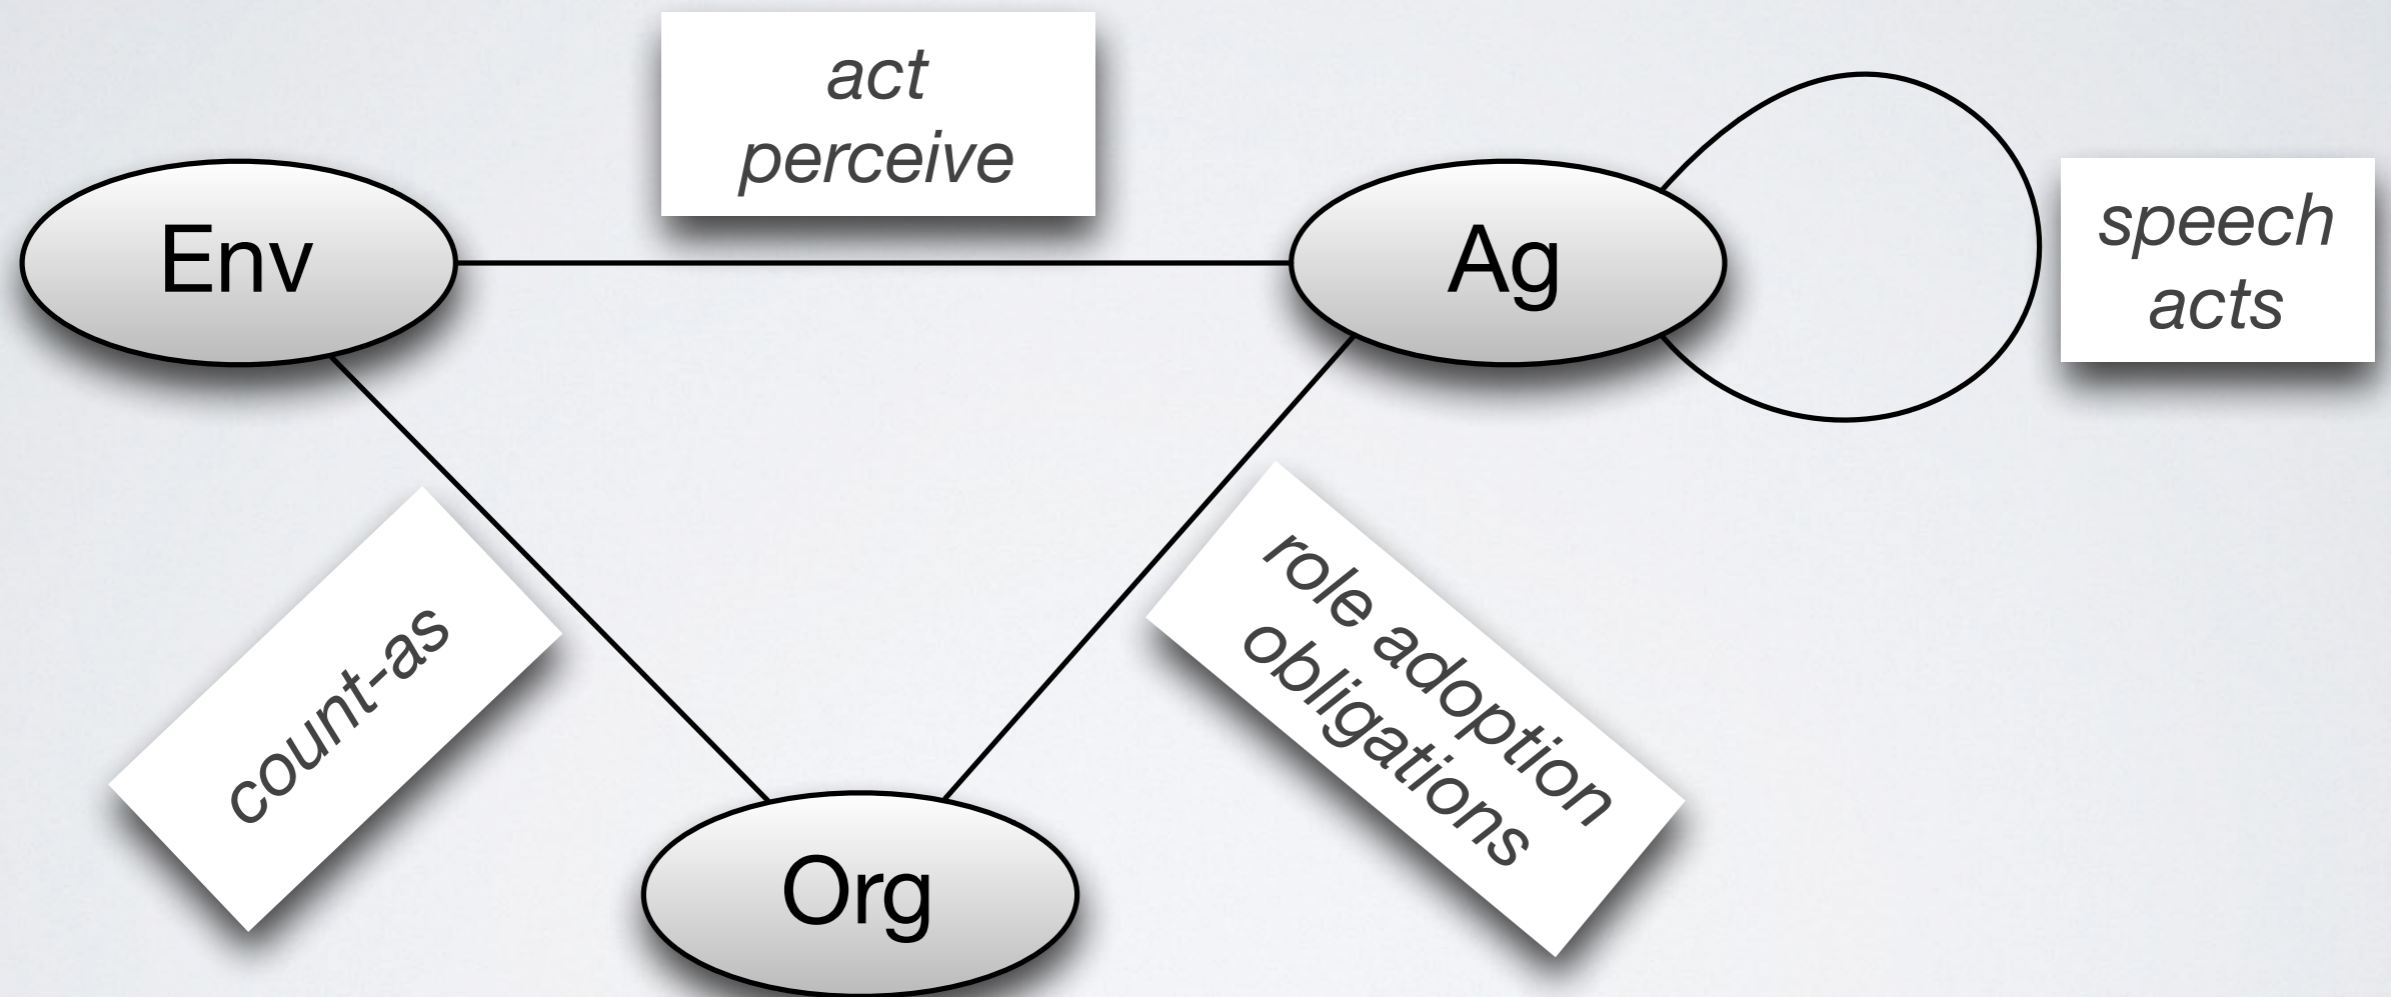 act
perceive
Env
Ag
speech
acts
count-as
role adoption
obligations
Org